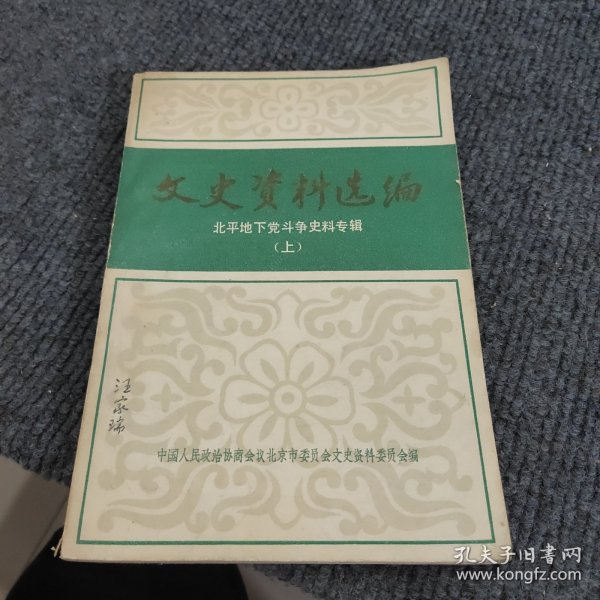 文史资料选编
北平地下党斗争史料专辑
（上）
汪家瑞
中国人民政治协商会议北京市委员会文史资料委员会编
孔夫子旧書网
www.kongfz.com